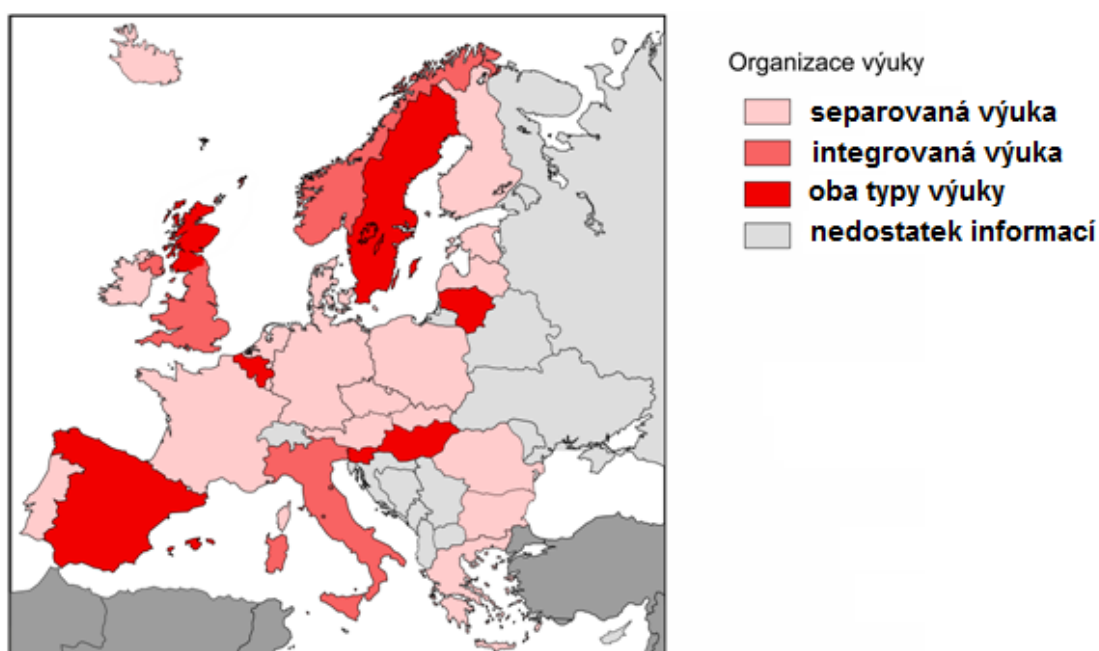 Organizace výuky
separovaná výuka
integrovaná výuka
oba typy výuky
nedostatek informací